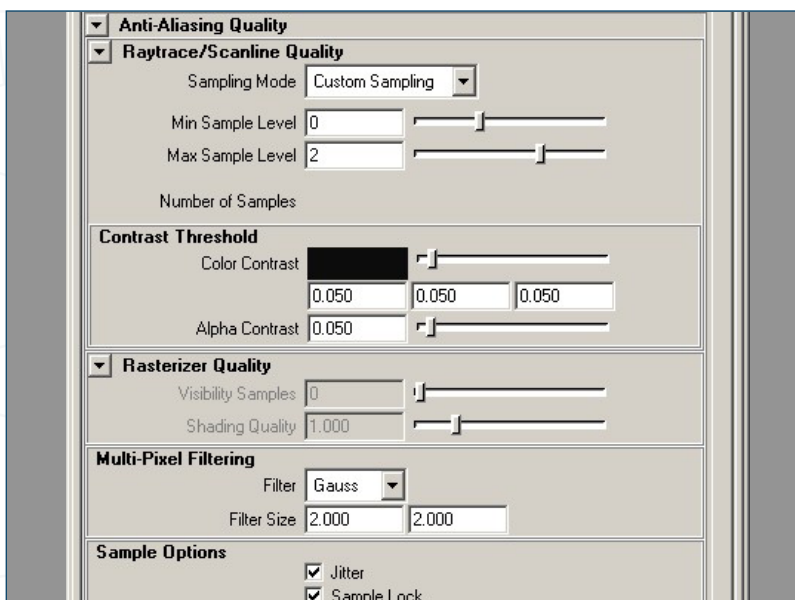 Anti-Aliasing Quality
Raytrace/Scanline Quality
Sampling Mode Custom Sampling
Min Sample Level 0
Max Sample Level 2
Number of Samples
Contrast Threshold
Color Contrast
0.050 0.050 0.050
Alpha Contrast 0.050
Rasterizer Quality
Visibility Samples 0
Shading Quality 1.000
Multi-Pixel Filtering
Filter Gauss
Filter Size 2.000 2.000
Sample Options
Jitter
Sample Lock